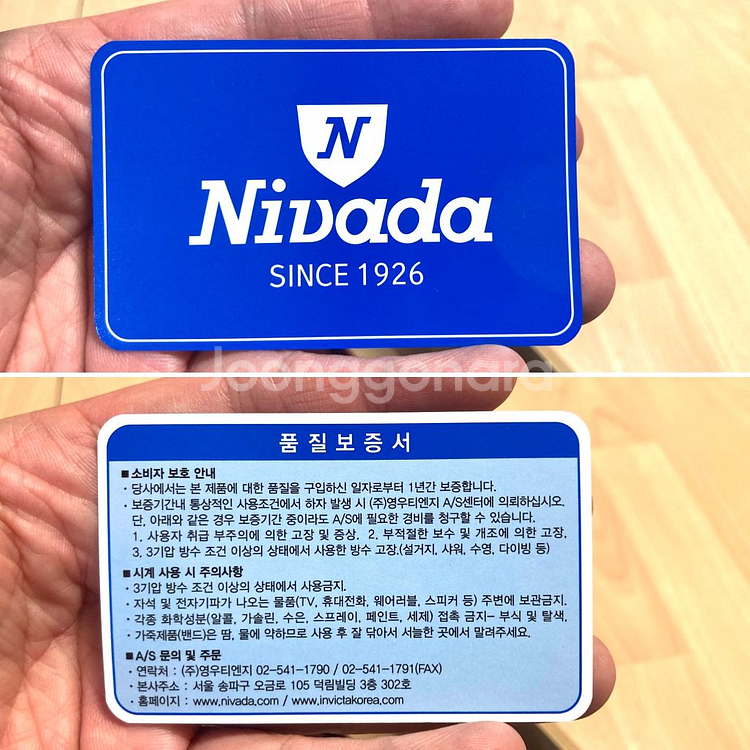 N
Nivada
SINCE 1926
Joonggonara
품질보증서
■소비자 보호 안내
· 당사에서는 본 제품에 대한 품질을 구입하신 일자로부터 1년간 보증합니다.
· 보증기간내 통상적인 사용조건에서 하자 발생 시 (주)영우티엔지 A/S센터에 의뢰하십시오.
단, 아래와 같은 경우 보증기간 중이라도 A/S에 필요한 경비를 청구할 수 있습니다.
1. 사용자 취급 부주의에 의한 고장 및 증상. 2. 부적절한 보수 및 개조에 의한 고장.
3. 3기압 방수 조건 이상의 상태에서 사용한 방수 고장.(설거지, 샤워, 수영, 다이빙 등)
■시계 사용 시 주의사항
· 3기압 방수 조건 이상의 상태에서 사용금지.
· 자석 및 전자기파가 나오는 물품(TV, 휴대전화, 웨어러블, 스피커 등) 주변에 보관금지.
· 각종 화학성분(알콜, 가솔린, 수은, 스프레이, 페인트, 세제) 접촉 금지- 부식 및 탈색.
· 가죽제품(밴드)은 땀, 물에 약하므로 사용 후 잘 닦아서 서늘한 곳에서 말려주세요.
■A/S 문의 및 주문
· 연락처 : (주)영우티엔지 02-541-1790 / 02-541-1791(FAX)
· 본사주소 : 서울 송파구 오금로 105 덕림빌딩 3층 302호
· 홈페이지 : www.nivada.com / www.invictakorea.com